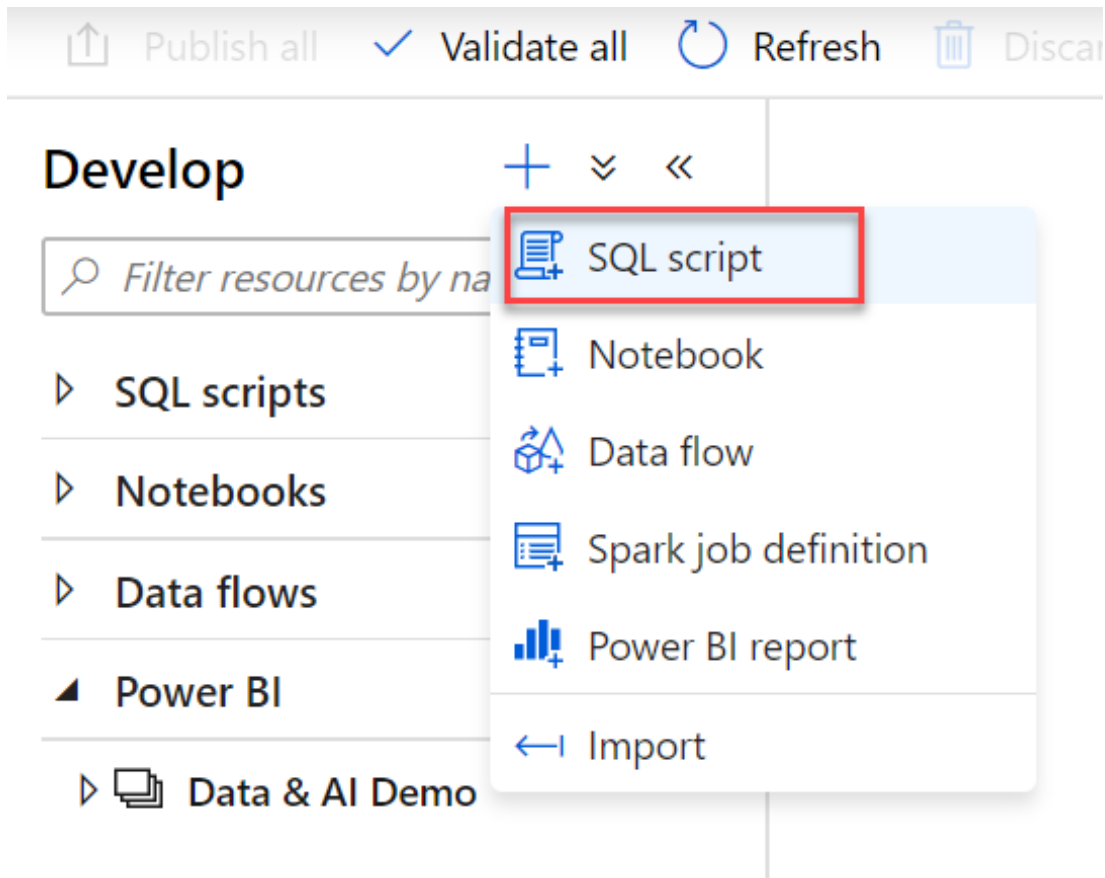 Publish all Validate all Refresh Discar
Develop
Filter resources by na
SQL script
Notebook
Data flow
Spark job definition
Power BI report
Import
SQL scripts
Notebooks
Data flows
Power BI
Data & AI Demo